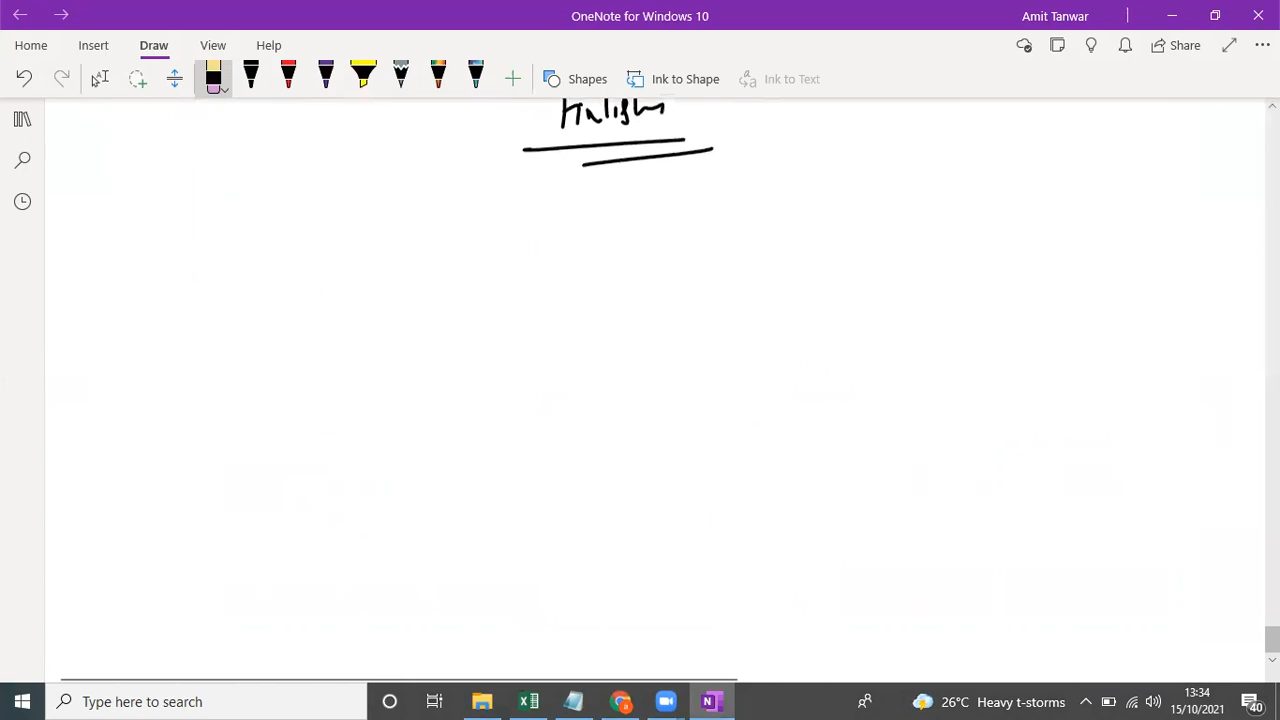 OneNote for Windows 10
Amit Tanwar
Home Insert Draw View Help
Share
Shapes
Ink to Shape
Ink to Text
Type here to search
26°C Heavy t-storms
13:34
15/10/2021
40